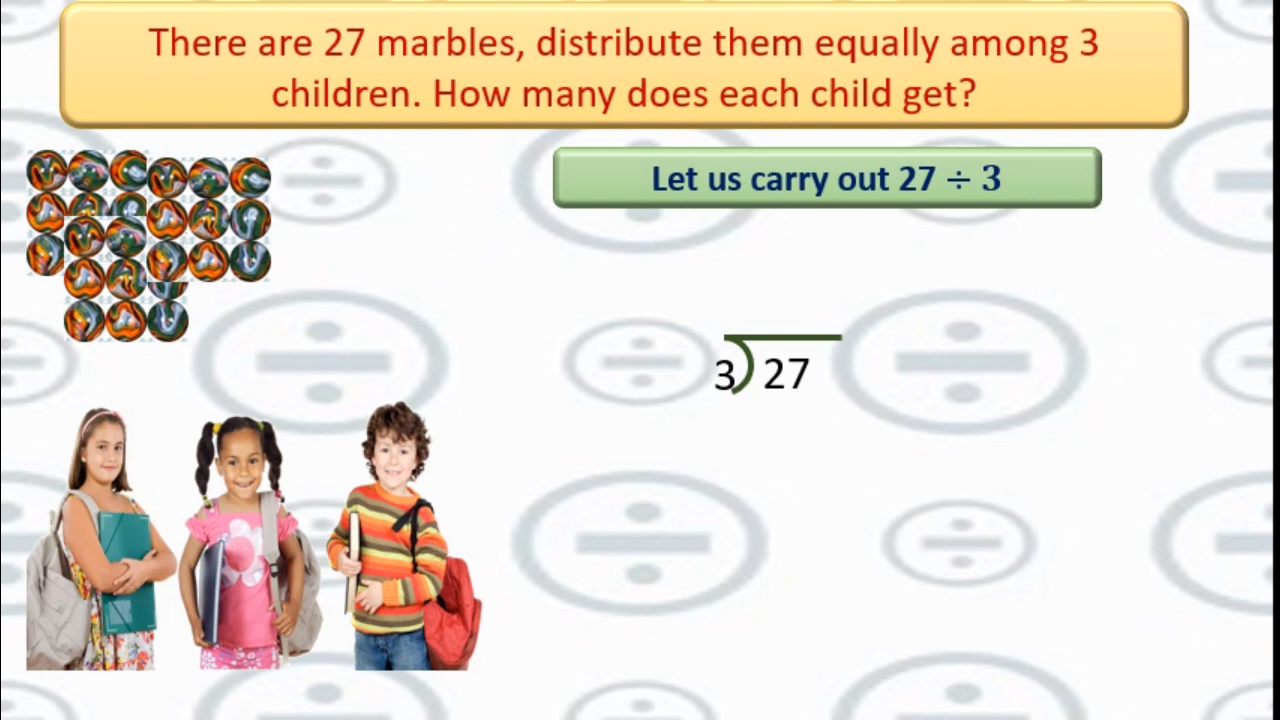 There are 27 marbles, distribute them equally among 3
children. How many does each child get?
Let us carry out 27 ÷ 3
3 27